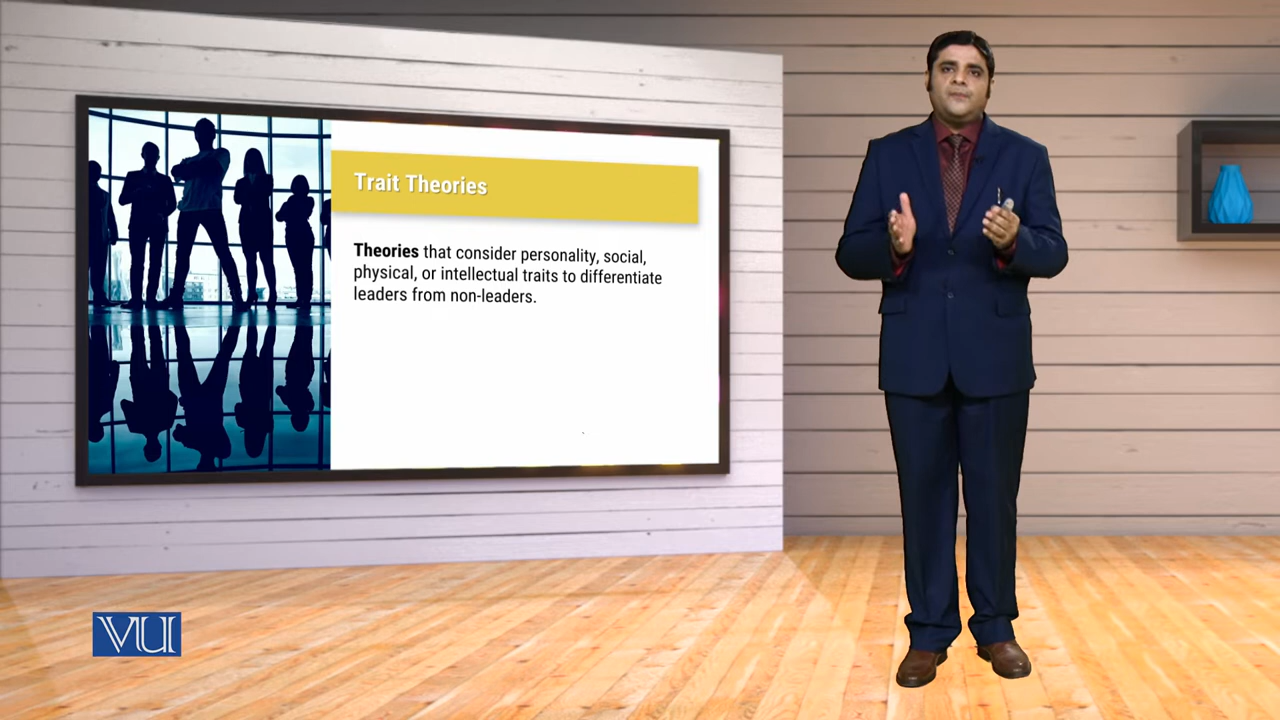 Trait Theories
Theories that consider personality, social,
physical, or intellectual traits to differentiate
leaders from non-leaders.
VU